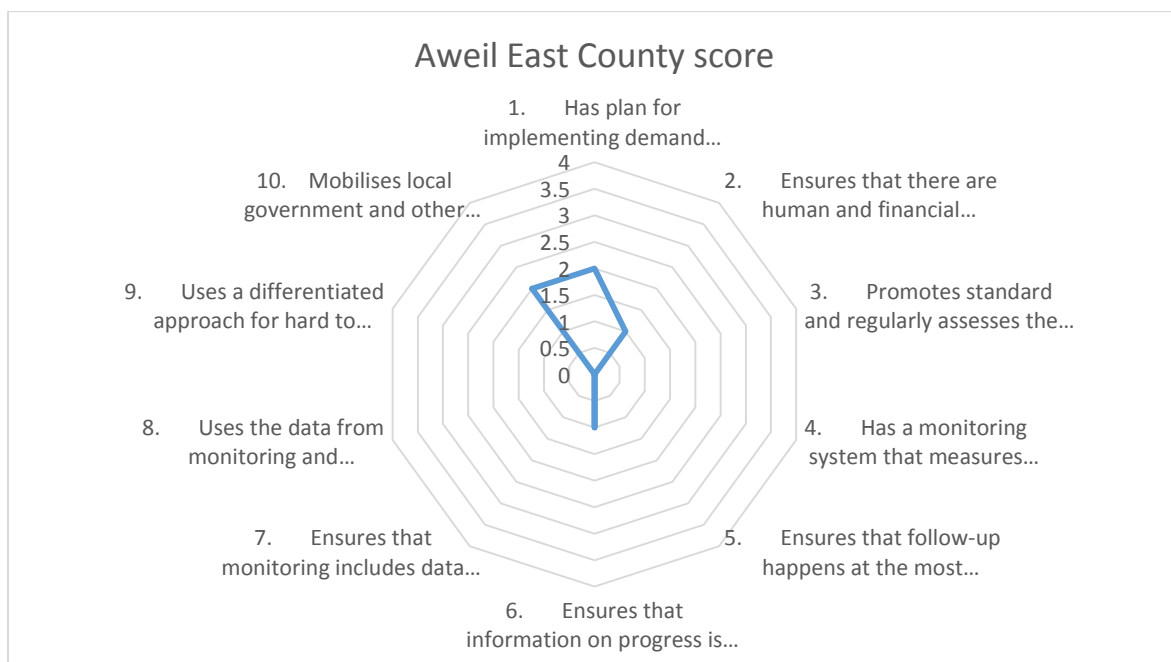 Aweil East County score
1. Has plan for
implementing demand...
2. Ensures that there are
human and financial...
3. Promotes standard
and regularly assesses the...
4. Has a monitoring
system that measures...
5. Ensures that follow-up
happens at the most...
6. Ensures that
information on progress is...
7. Ensures that
monitoring includes data...
8. Uses the data from
monitoring and...
9. Uses a differentiated
approach for hard to...
10. Mobilises local
government and other...
4
3.5
3
2.5
2
1.5
1
0.5
0